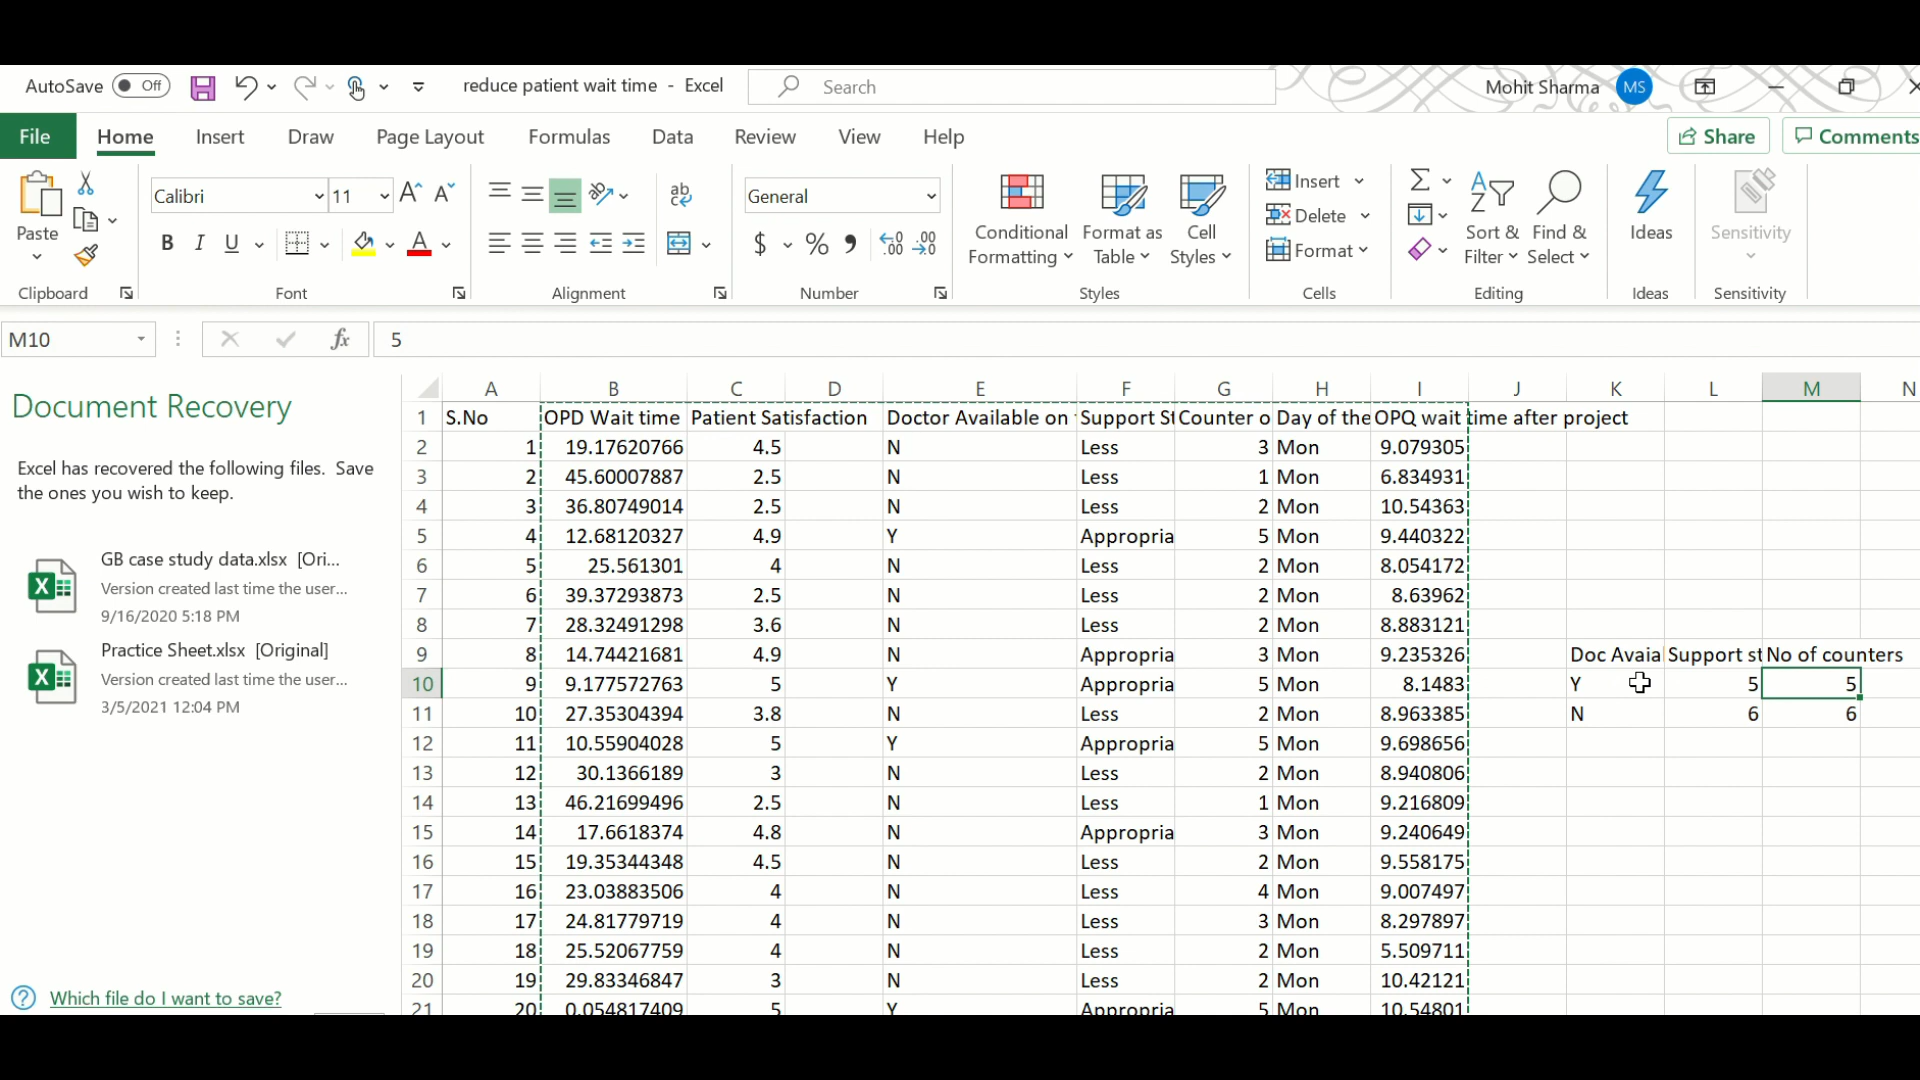 AutoSave Off reduce patient wait time - Excel Search Mohit Sharma MS
File Home Insert Draw Page Layout Formulas Data Review View Help Share Comments
Paste Calibri 11 General Conditional Formatting Format as Table Cell Styles Insert Delete Format Sort & Filter Find & Select Ideas Sensitivity
Clipboard Font Alignment Number Styles Cells Editing Ideas Sensitivity
M10 fx 5
Document Recovery
Excel has recovered the following files. Save
the ones you wish to keep.
GB case study data.xlsx [Ori...
Version created last time the user...
9/16/2020 5:18 PM
Practice Sheet.xlsx [Original]
Version created last time the user...
3/5/2021 12:04 PM
Which file do I want to save?
A B C D E F G H I J K L M N
1 S.No OPD Wait time Patient Satisfaction Doctor Available on Support St Counter o Day of the OPQ wait time after project
2 1 19.17620766 4.5 N Less 3 Mon 9.079305
3 2 45.60007887 2.5 N Less 1 Mon 6.834931
4 3 36.80749014 2.5 N Less 2 Mon 10.54363
5 4 12.68120327 4.9 Y Appropria 5 Mon 9.440322
6 5 25.561301 4 N Less 2 Mon 8.054172
7 6 39.37293873 2.5 N Less 2 Mon 8.63962
8 7 28.32491298 3.6 N Less 2 Mon 8.883121
9 8 14.74421681 4.9 N Appropria 3 Mon 9.235326 Doc Avaial Support st No of counters
10 9 9.177572763 5 Y Appropria 5 Mon 8.1483 Y 5 5
11 10 27.35304394 3.8 N Less 2 Mon 8.963385 N 6 6
12 11 10.55904028 5 Y Appropria 5 Mon 9.698656
13 12 30.1366189 3 N Less 2 Mon 8.940806
14 13 46.21699496 2.5 N Less 1 Mon 9.216809
15 14 17.6618374 4.8 N Appropria 3 Mon 9.240649
16 15 19.35344348 4.5 N Less 2 Mon 9.558175
17 16 23.03883506 4 N Less 4 Mon 9.007497
18 17 24.81779719 4 N Less 3 Mon 8.297897
19 18 25.52067759 4 N Less 2 Mon 5.509711
20 19 29.83346847 3 N Less 2 Mon 10.42121
21 20 0.054817409 5 Y Appropria 5 Mon 10.54801